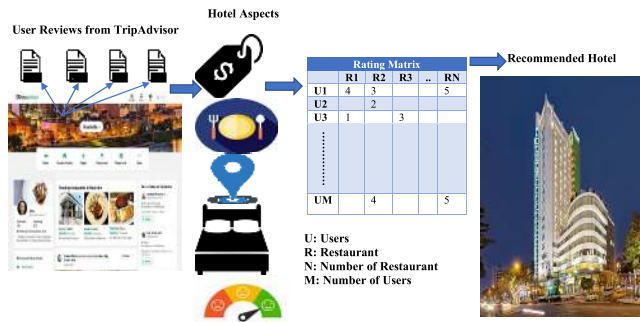 User Reviews from TripAdvisor
Hotel Aspects
$
Rating Matrix
R1 R2 R3 .. RN
U1 4 3 5
U2 2
U3 1 3
UM 4 5
U: Users
R: Restaurant
N: Number of Restaurant
M: Number of Users
Recommended Hotel